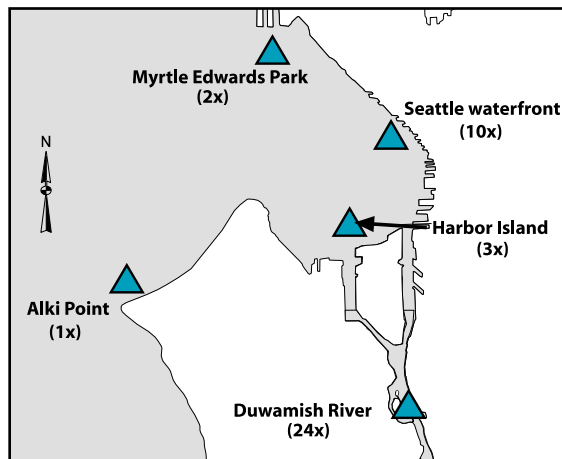 Myrtle Edwards Park
(2x)
Seattle waterfront
(10x)
N
Harbor Island
(3x)
Alki Point
(1x)
Duwamish River
(24x)